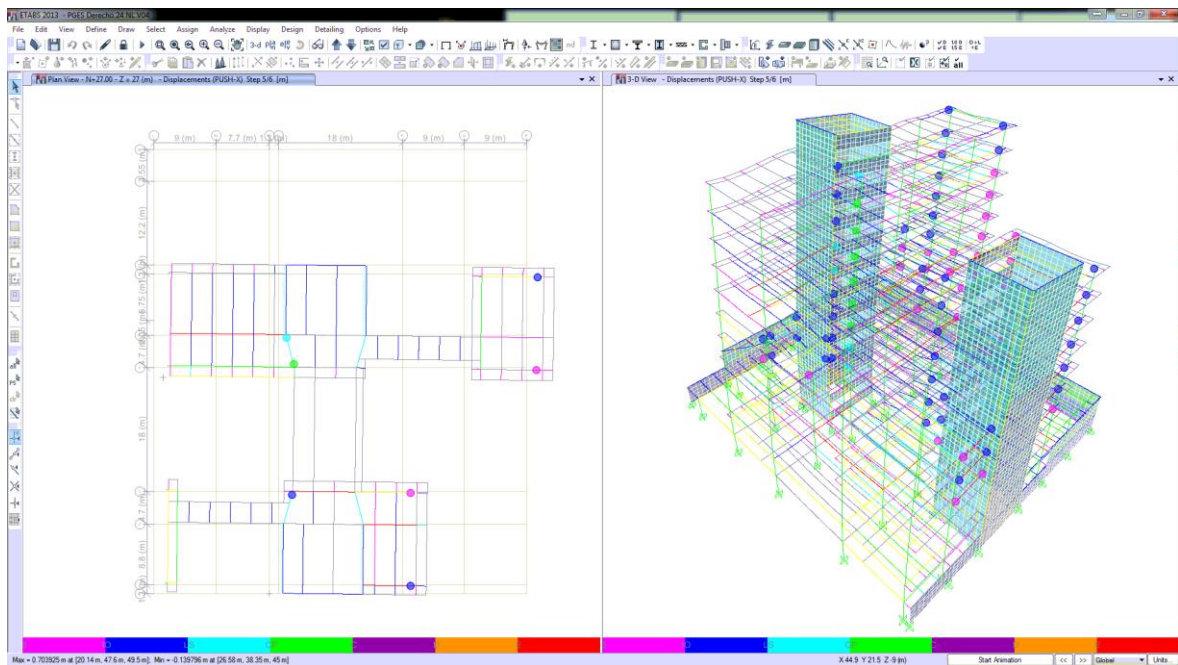 ETABS 2013 - PGES Derecho 24 NL V04
File Edit View Define Draw Select Assign Analyze Display Design Detailing Options Help
Plan View - N=27.00 - Z = 27 (m) - Displacements (PUSH-X) Step 5/6 [m]
3-D View - Displacements (PUSH-X) Step 5/6 [m]
9 (m) 7.7 (m) 18 (m) 9 (m) 9 (m)
12.2 (m)
18 (m)
8.8 (m)
Max = 0.703925 m at [20.14 m, 47.6 m, 49.5 m]; Min = -0.139796 m at [26.58 m, 38.35 m, 45 m]
X 44.9 Y 21.5 Z -9 (m)
Start Animation << >> Global Units...